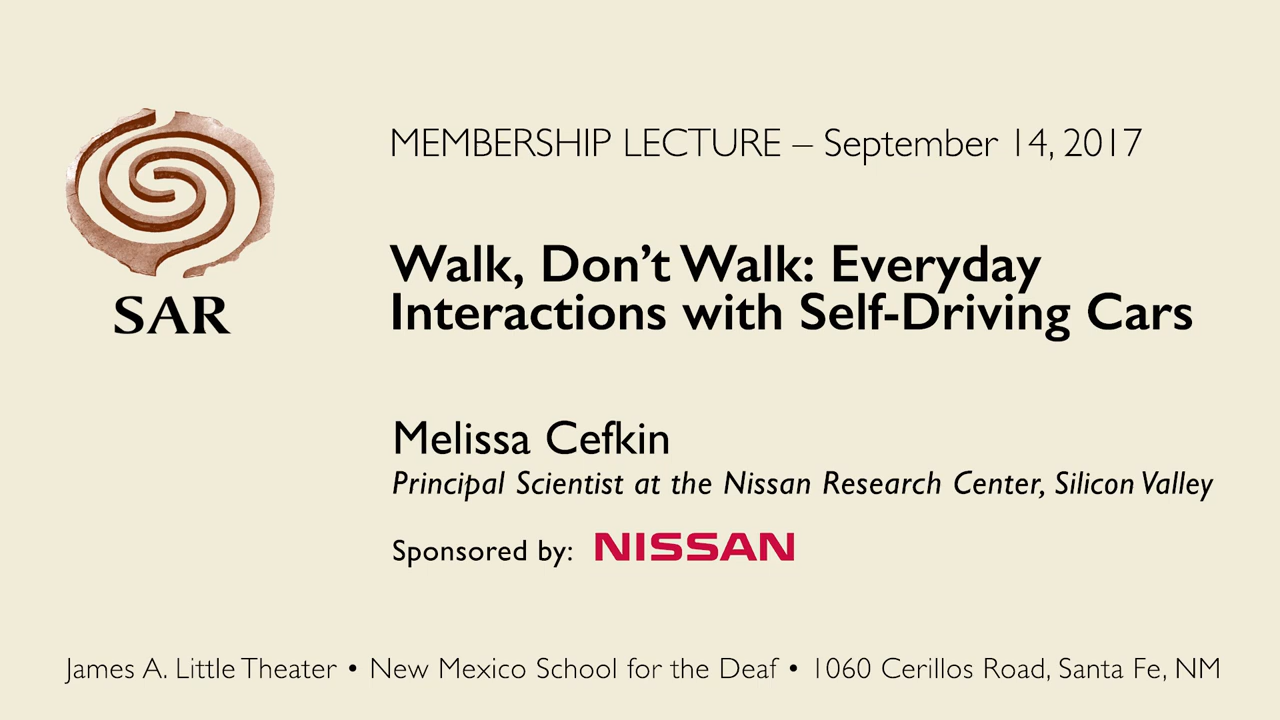 SAR
MEMBERSHIP LECTURE – September 14, 2017
Walk, Don’t Walk: Everyday
Interactions with Self-Driving Cars
Melissa Cefkin
Principal Scientist at the Nissan Research Center, Silicon Valley
Sponsored by: NISSAN
James A. Little Theater • New Mexico School for the Deaf • 1060 Cerillos Road, Santa Fe, NM